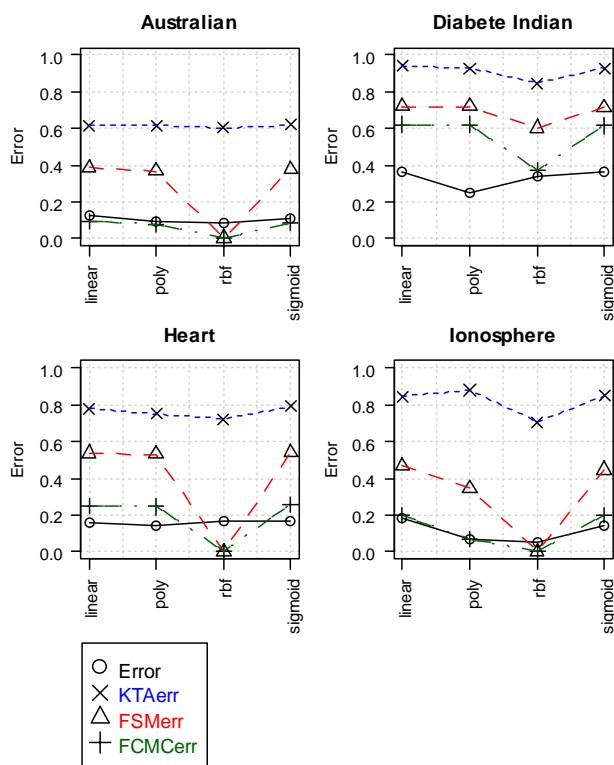 Australian
Diabete Indian
Error
0.0 0.2 0.4 0.6 0.8 1.0
linear poly rbf sigmoid
Error
0.0 0.2 0.4 0.6 0.8 1.0
linear poly rbf sigmoid
Heart
Ionosphere
Error
0.0 0.2 0.4 0.6 0.8 1.0
linear poly rbf sigmoid
Error
0.0 0.2 0.4 0.6 0.8 1.0
linear poly rbf sigmoid
Error
KTAerr
FSMerr
FCMCerr